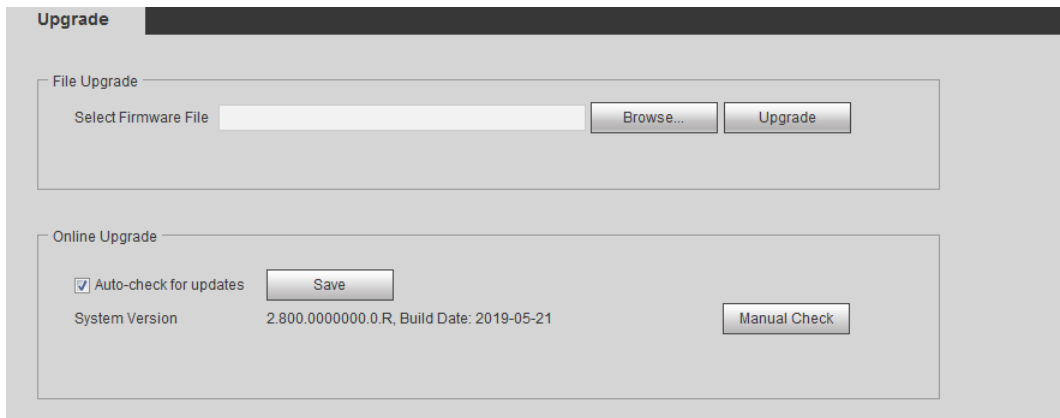 Upgrade
File Upgrade
Select Firmware File Browse... Upgrade
Online Upgrade
Auto-check for updates Save
System Version 2.800.0000000.0.R, Build Date: 2019-05-21 Manual Check